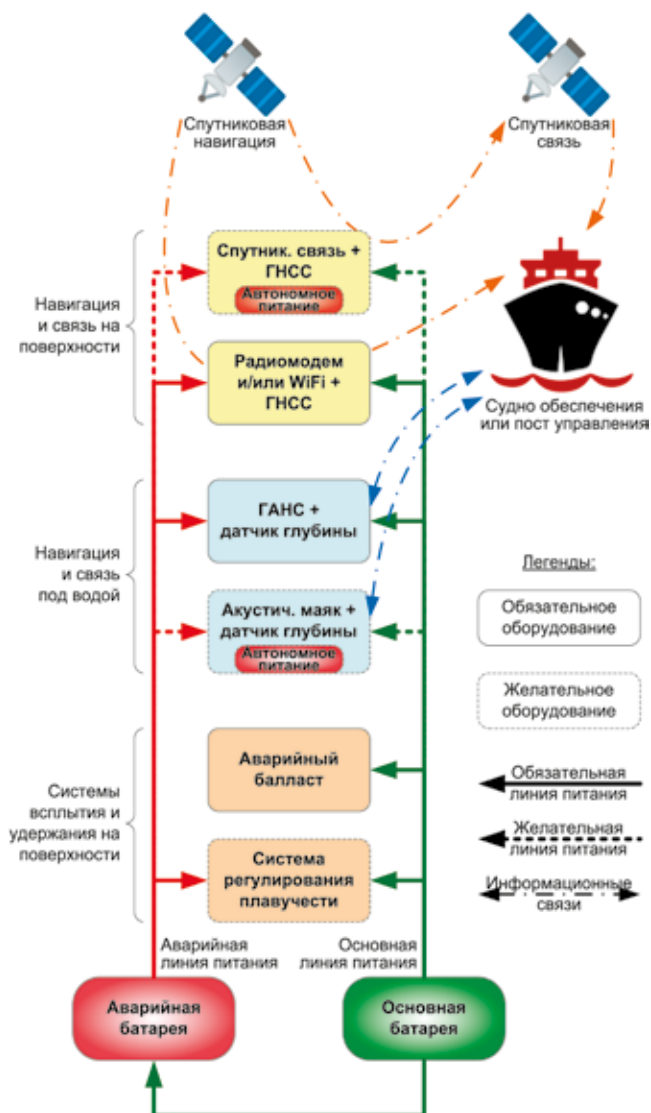 Спутниковая
навигация
Спутниковая
связь
Спутник. связь +
ГНСС
Автономное
питание
Навигация
и связь на
поверхности
Радиомодем
и/или WiFi +
ГНСС
Судно обеспечения
или пост управления
ГАНС +
датчик глубины
Навигация
и связь
под водой
Акустич. маяк +
датчик глубины
Автономное
питание
Легенды:
Обязательное
оборудование
Желательное
оборудование
Обязательная
линия питания
Желательная
линия питания
Информационные
связи
Аварийный
балласт
Системы
всплытия и
удержания на
поверхности
Система
регулирования
плавучести
Аварийная
линия питания
Основная
линия питания
Аварийная
батарея
Основная
батарея